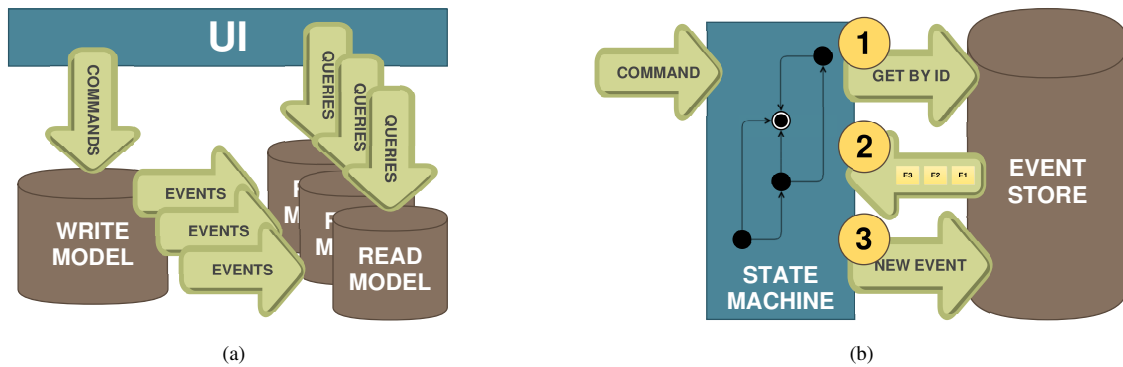 UI
COMMANDS
QUERIES
QUERIES
QUERIES
EVENTS
EVENTS
EVENTS
WRITE
MODEL
READ
MODEL
(a)
COMMAND
1
GET BY ID
2
E3 E2 E1
3
NEW EVENT
STATE
MACHINE
EVENT
STORE
(b)